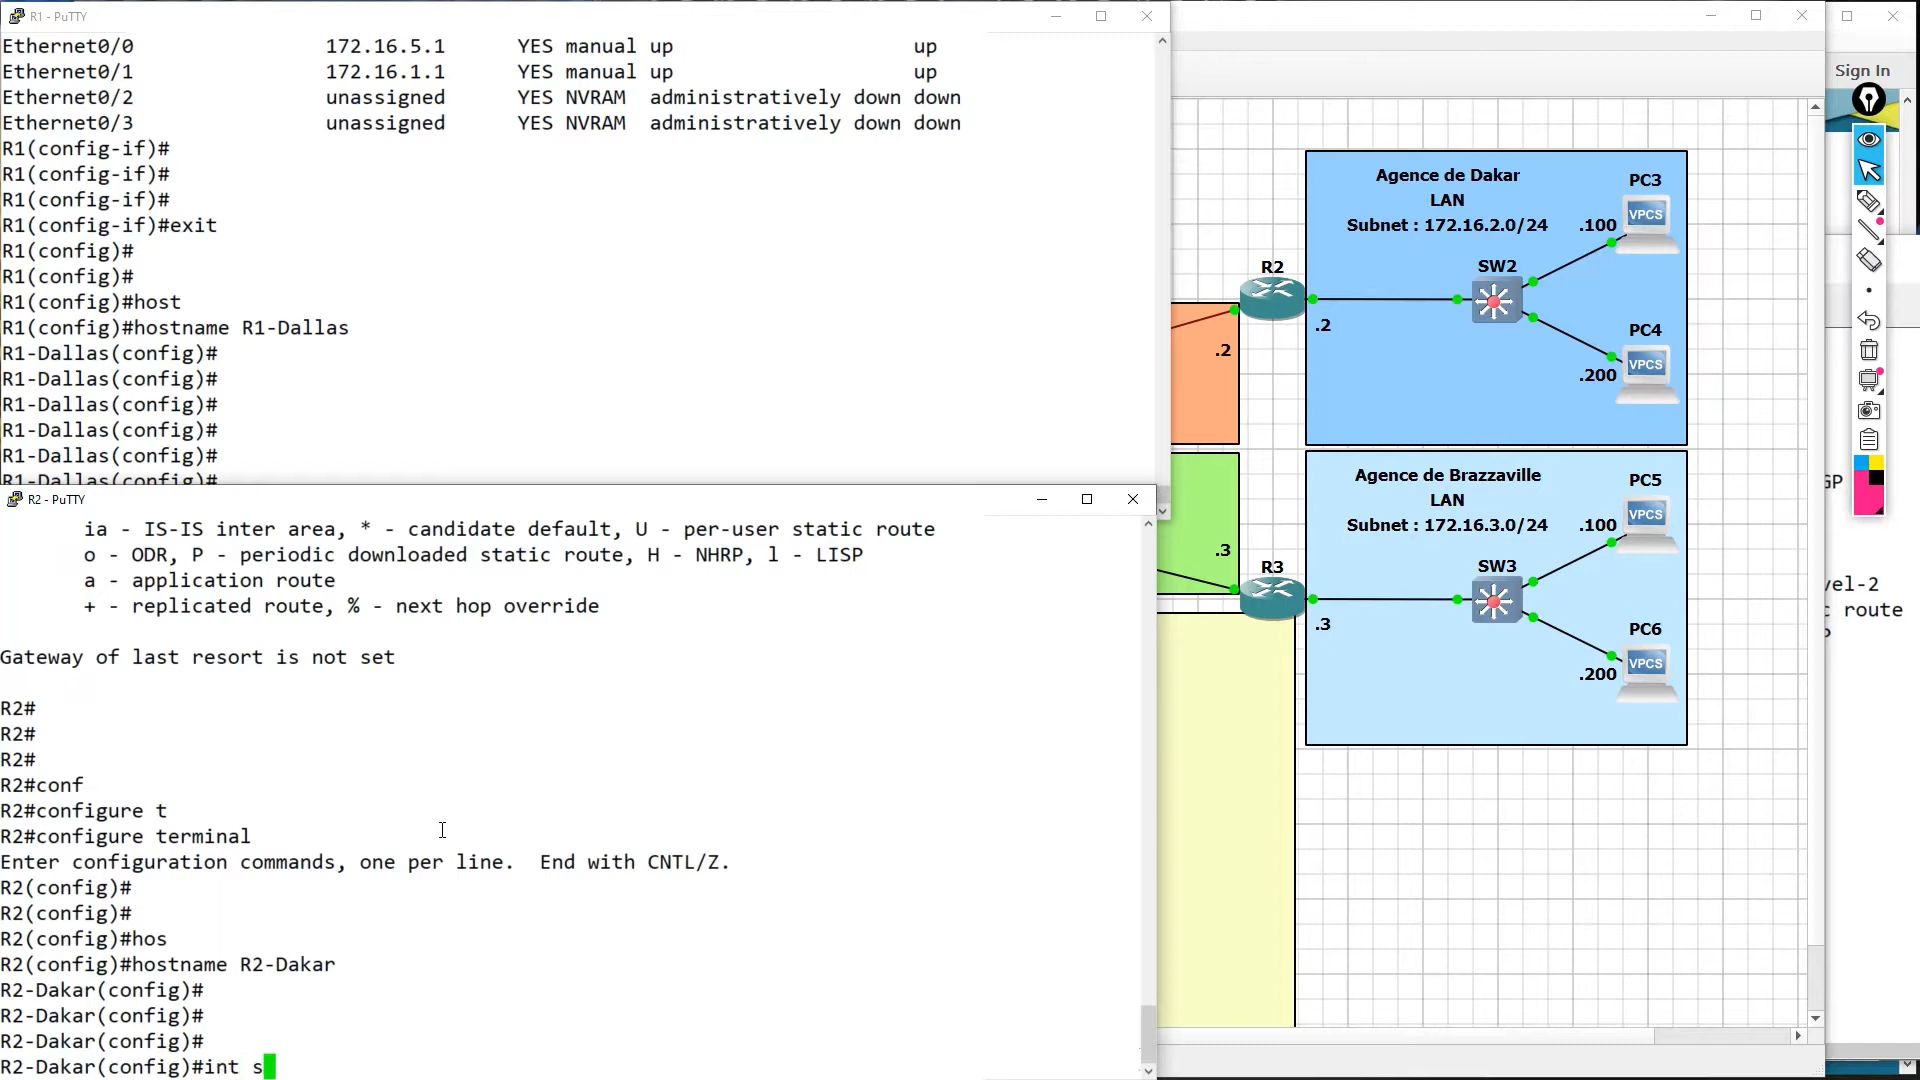 R1 - PuTTY
Ethernet0/0 172.16.5.1 YES manual up up
Ethernet0/1 172.16.1.1 YES manual up up
Ethernet0/2 unassigned YES NVRAM administratively down down
Ethernet0/3 unassigned YES NVRAM administratively down down
R1(config-if)#
R1(config-if)#
R1(config-if)#
R1(config-if)#exit
R1(config)#
R1(config)#
R1(config)#host
R1(config)#hostname R1-Dallas
R1-Dallas(config)#
R1-Dallas(config)#
R1-Dallas(config)#
R1-Dallas(config)#
R1-Dallas(config)#
R1-Dallas(config)#
R2 - PuTTY
ia - IS-IS inter area, * - candidate default, U - per-user static route
o - ODR, P - periodic downloaded static route, H - NHRP, l - LISP
a - application route
+ - replicated route, % - next hop override
Gateway of last resort is not set
R2#
R2#
R2#
R2#conf
R2#configure t
R2#configure terminal
Enter configuration commands, one per line.  End with CNTL/Z.
R2(config)#
R2(config)#
R2(config)#hos
R2(config)#hostname R2-Dakar
R2-Dakar(config)#
R2-Dakar(config)#
R2-Dakar(config)#
R2-Dakar(config)#int s
Agence de Dakar
LAN
Subnet : 172.16.2.0/24
PC3
VPCS
.100
R2
SW2
.2
.2
PC4
VPCS
.200
Agence de Brazzaville
LAN
Subnet : 172.16.3.0/24
PC5
VPCS
.100
.3
R3
SW3
.3
PC6
VPCS
.200
Sign In
GP
vel-2
route